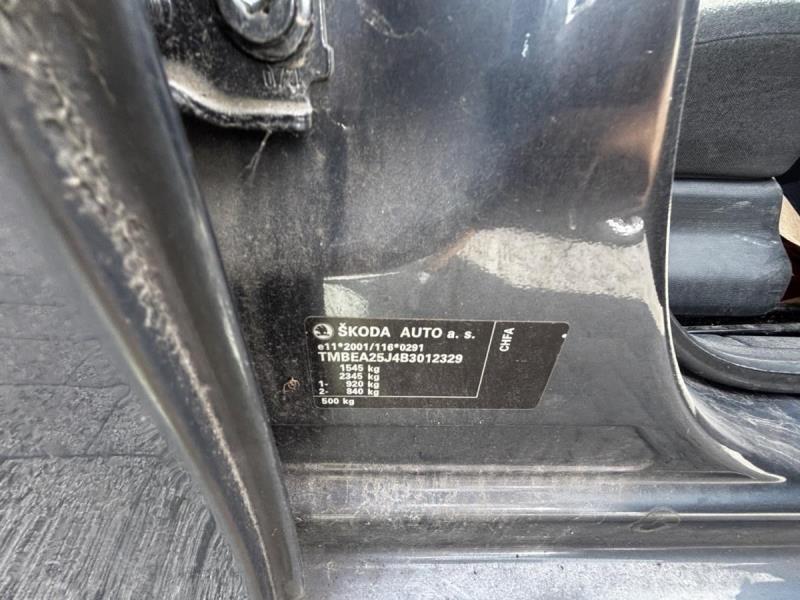 ŠKODA AUTO a. s.
e11*2001/116*0291
TMBEA25J4B3012329
1545 kg
2345 kg
1- 920 kg
2- 840 kg
500 kg
CHFA